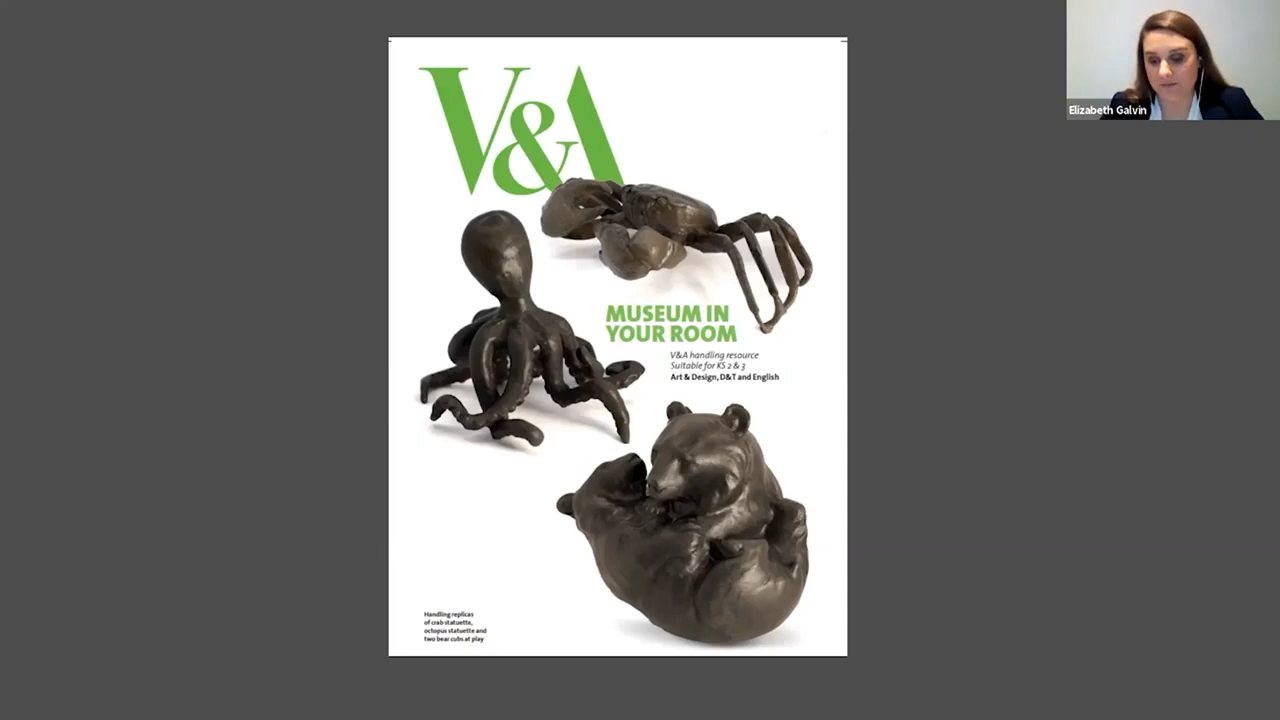 Elizabeth Galvin
V&A
MUSEUM IN
YOUR ROOM
V&A handling resource
Suitable for KS 2 & 3
Art & Design, D&T and English
Handling replicas
of crab statuette,
octopus statuette and
two bear cubs at play